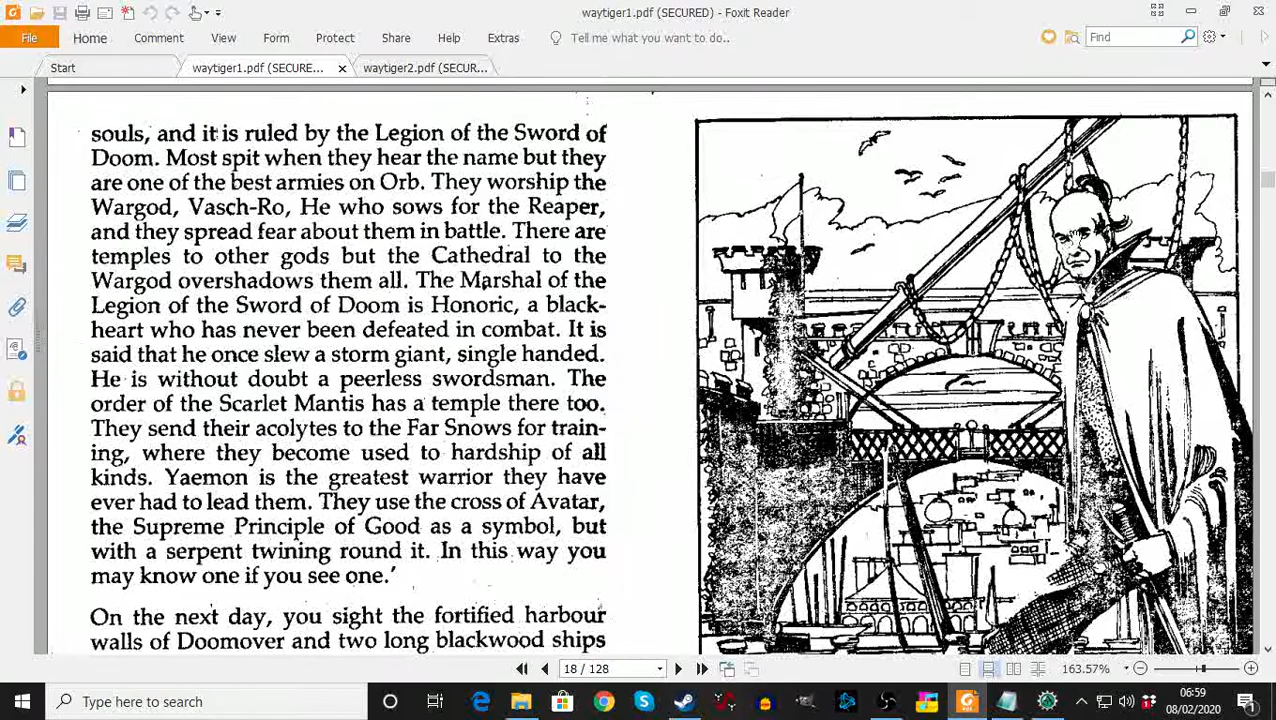 waytiger1.pdf (SECURED) - Foxit Reader
File Home Comment View Form Protect Share Help Extras Tell me what you want to do.. Find
Start waytiger1.pdf (SECURE... waytiger2.pdf (SECUR...
souls, and it is ruled by the Legion of the Sword of
Doom. Most spit when they hear the name but they
are one of the best armies on Orb. They worship the
Wargod, Vasch-Ro, He who sows for the Reaper,
and they spread fear about them in battle. There are
temples to other gods but the Cathedral to the
Wargod overshadows them all. The Marshal of the
Legion of the Sword of Doom is Honoric, a black-
heart who has never been defeated in combat. It is
said that he once slew a storm giant, single handed.
He is without doubt a peerless swordsman. The
order of the Scarlet Mantis has a temple there too.
They send their acolytes to the Far Snows for train-
ing, where they become used to hardship of all
kinds. Yaemon is the greatest warrior they have
ever had to lead them. They use the cross of Avatar,
the Supreme Principle of Good as a symbol, but
with a serpent twining round it. In this way you
may know one if you see one.'
On the next day, you sight the fortified harbour
walls of Doomover and two long blackwood ships
18 / 128 163.57%
Type here to search 06:59
08/02/2020 1